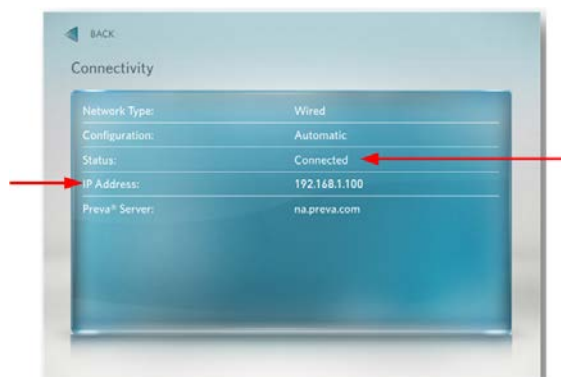 BACK
Connectivity
Network Type: Wired
Configuration: Automatic
Status: Connected
IP Address: 192.168.1.100
Preva® Server: na.preva.com